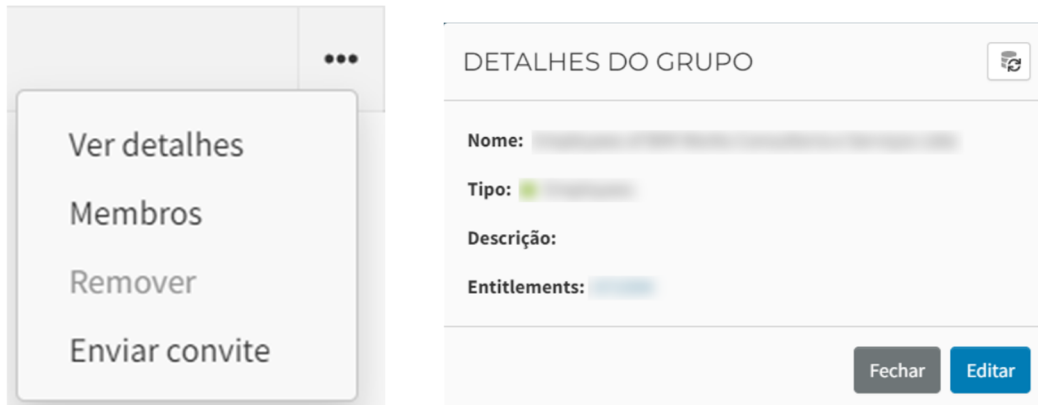 Ver detalhes
Membros
Remover
Enviar convite
DETALHES DO GRUPO
Nome:
Tipo:
Descrição:
Entitlements:
Fechar
Editar